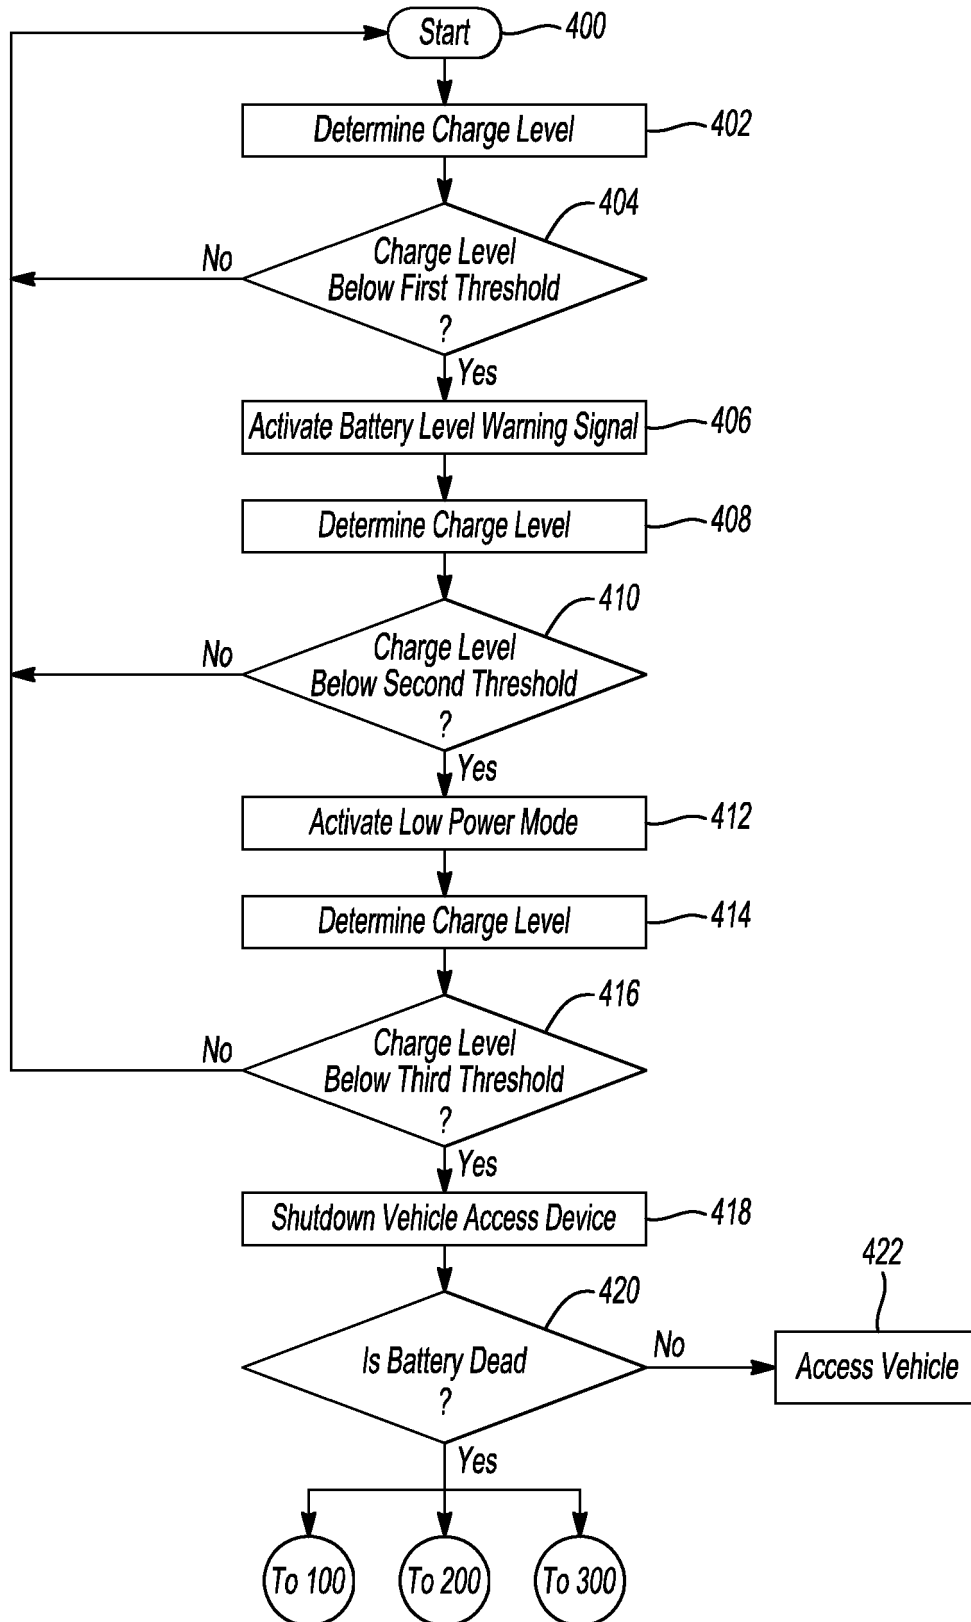 Start
400
Determine Charge Level
402
404
Charge Level
Below First Threshold
?
No
Yes
Activate Battery Level Warning Signal
406
Determine Charge Level
408
410
Charge Level
Below Second Threshold
?
No
Yes
Activate Low Power Mode
412
Determine Charge Level
414
416
Charge Level
Below Third Threshold
?
No
Yes
Shutdown Vehicle Access Device
418
420
Is Battery Dead
?
No
422
Access Vehicle
Yes
To 100
To 200
To 300